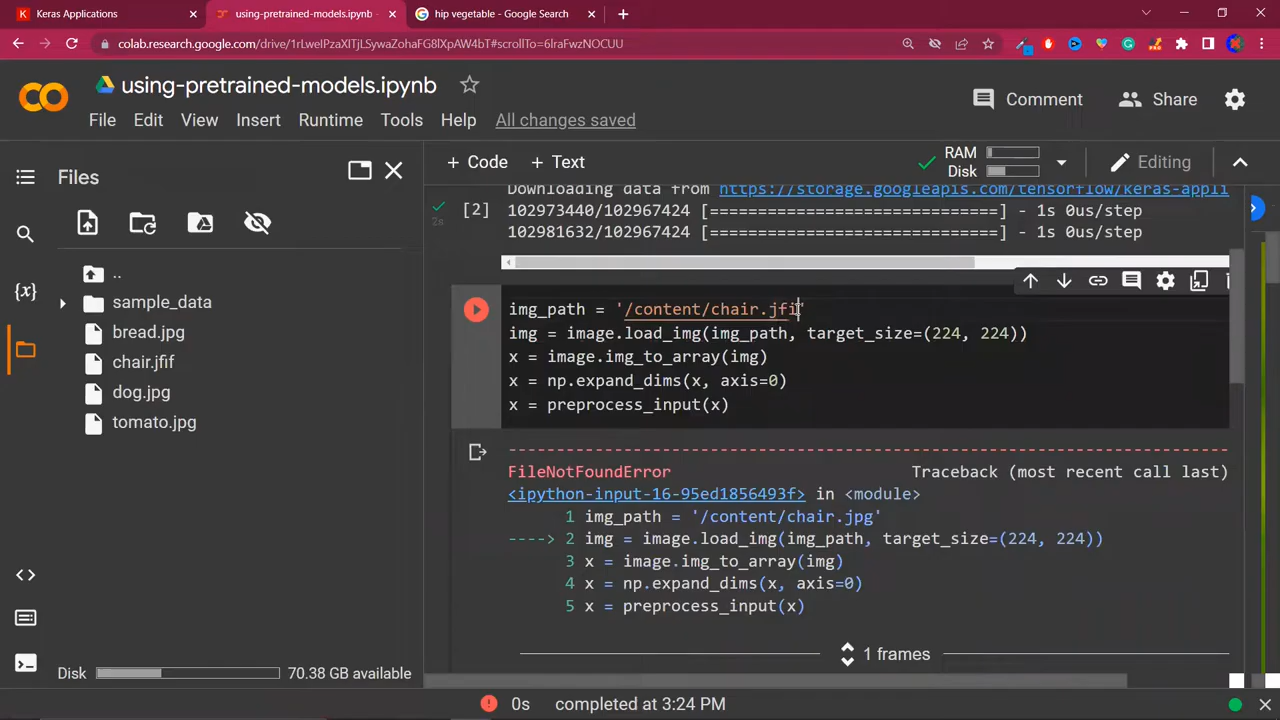 Keras Applications
using-pretrained-models.ipynb -
hip vegetable - Google Search
colab.research.google.com/drive/1rLweIPzaXITjLSywaZohaFG8lXpAW4bT#scrollTo=6lraFwzNOCUU
using-pretrained-models.ipynb
Comment
Share
File Edit View Insert Runtime Tools Help All changes saved
Files
+ Code + Text
RAM
Disk
Editing
..
sample_data
bread.jpg
chair.jfif
dog.jpg
tomato.jpg
Disk 70.38 GB available
Downloading data from https://storage.googleapis.com/tensorflow/keras-appli
[2] 102973440/102967424 [==============================] - 1s 0us/step
2s 102981632/102967424 [==============================] - 1s 0us/step
img_path = '/content/chair.jfi'
img = image.load_img(img_path, target_size=(224, 224))
x = image.img_to_array(img)
x = np.expand_dims(x, axis=0)
x = preprocess_input(x)
FileNotFoundError Traceback (most recent call last)
<ipython-input-16-95ed1856493f> in <module>
1 img_path = '/content/chair.jpg'
----> 2 img = image.load_img(img_path, target_size=(224, 224))
3 x = image.img_to_array(img)
4 x = np.expand_dims(x, axis=0)
5 x = preprocess_input(x)
1 frames
0s completed at 3:24 PM